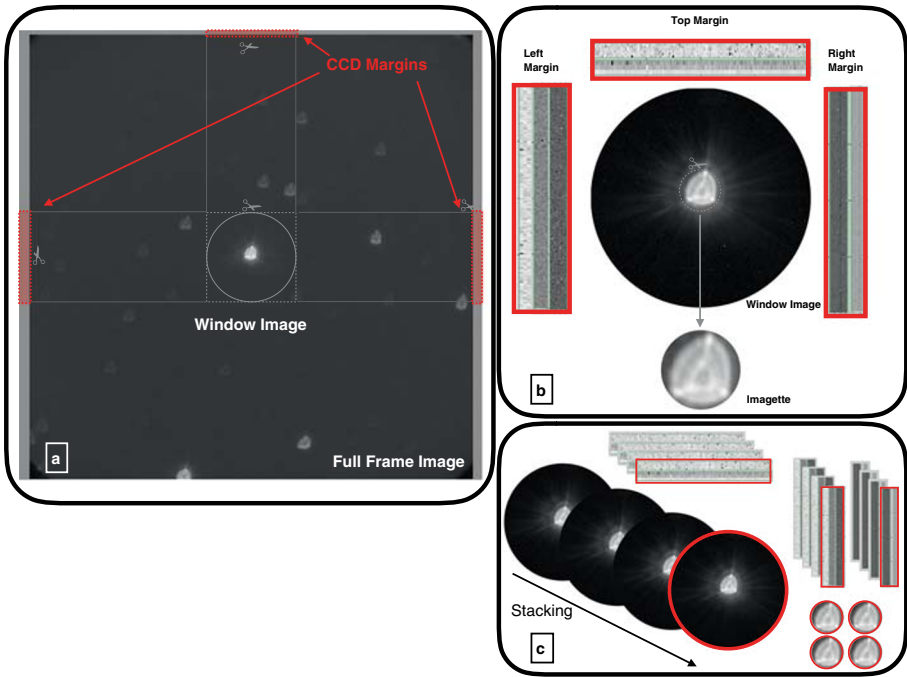 CCD Margins
Window Image
a
Full Frame Image
Top Margin
Left
Margin
Right
Margin
Window Image
Imagette
b
Stacking
c